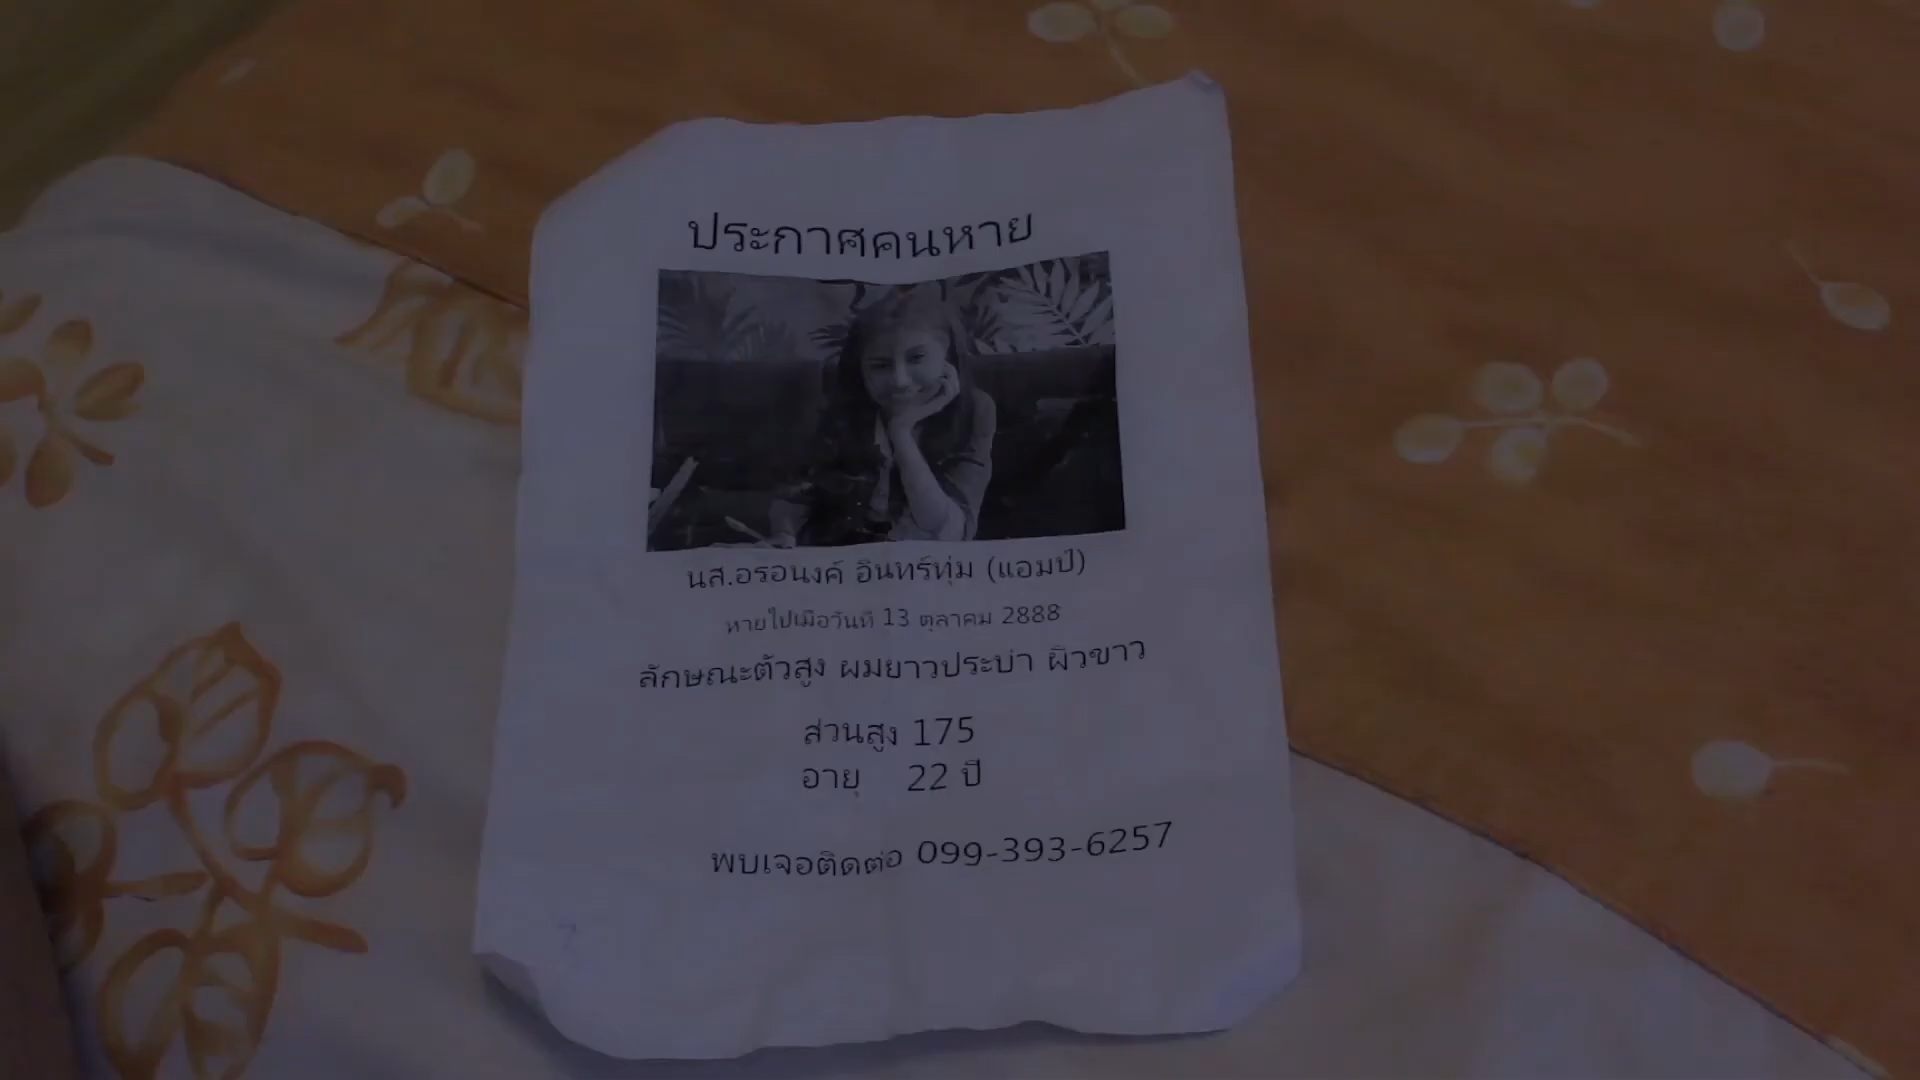 ประกาศคนหาย
นส.อรอนงค์ อินทร์ทุ่ม (แอมป์)
หายไปเมื่อวันที่ 13 ตุลาคม 2888
ลักษณะตัวสูง ผมยาวประบ่า ผิวขาว
ส่วนสูง 175
อายุ 22 ปี
พบเจอติดต่อ 099-393-6257